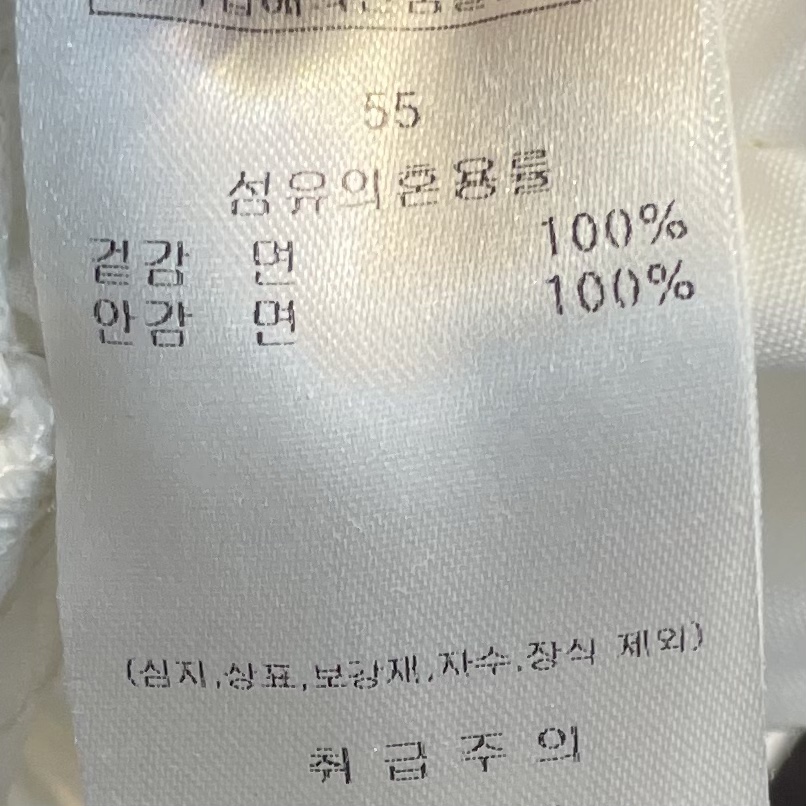 55
섬유의혼용률
겉감 면 100%
안감 면 100%
(심지,상표,보강재,자수,장식 제외)
취급주의